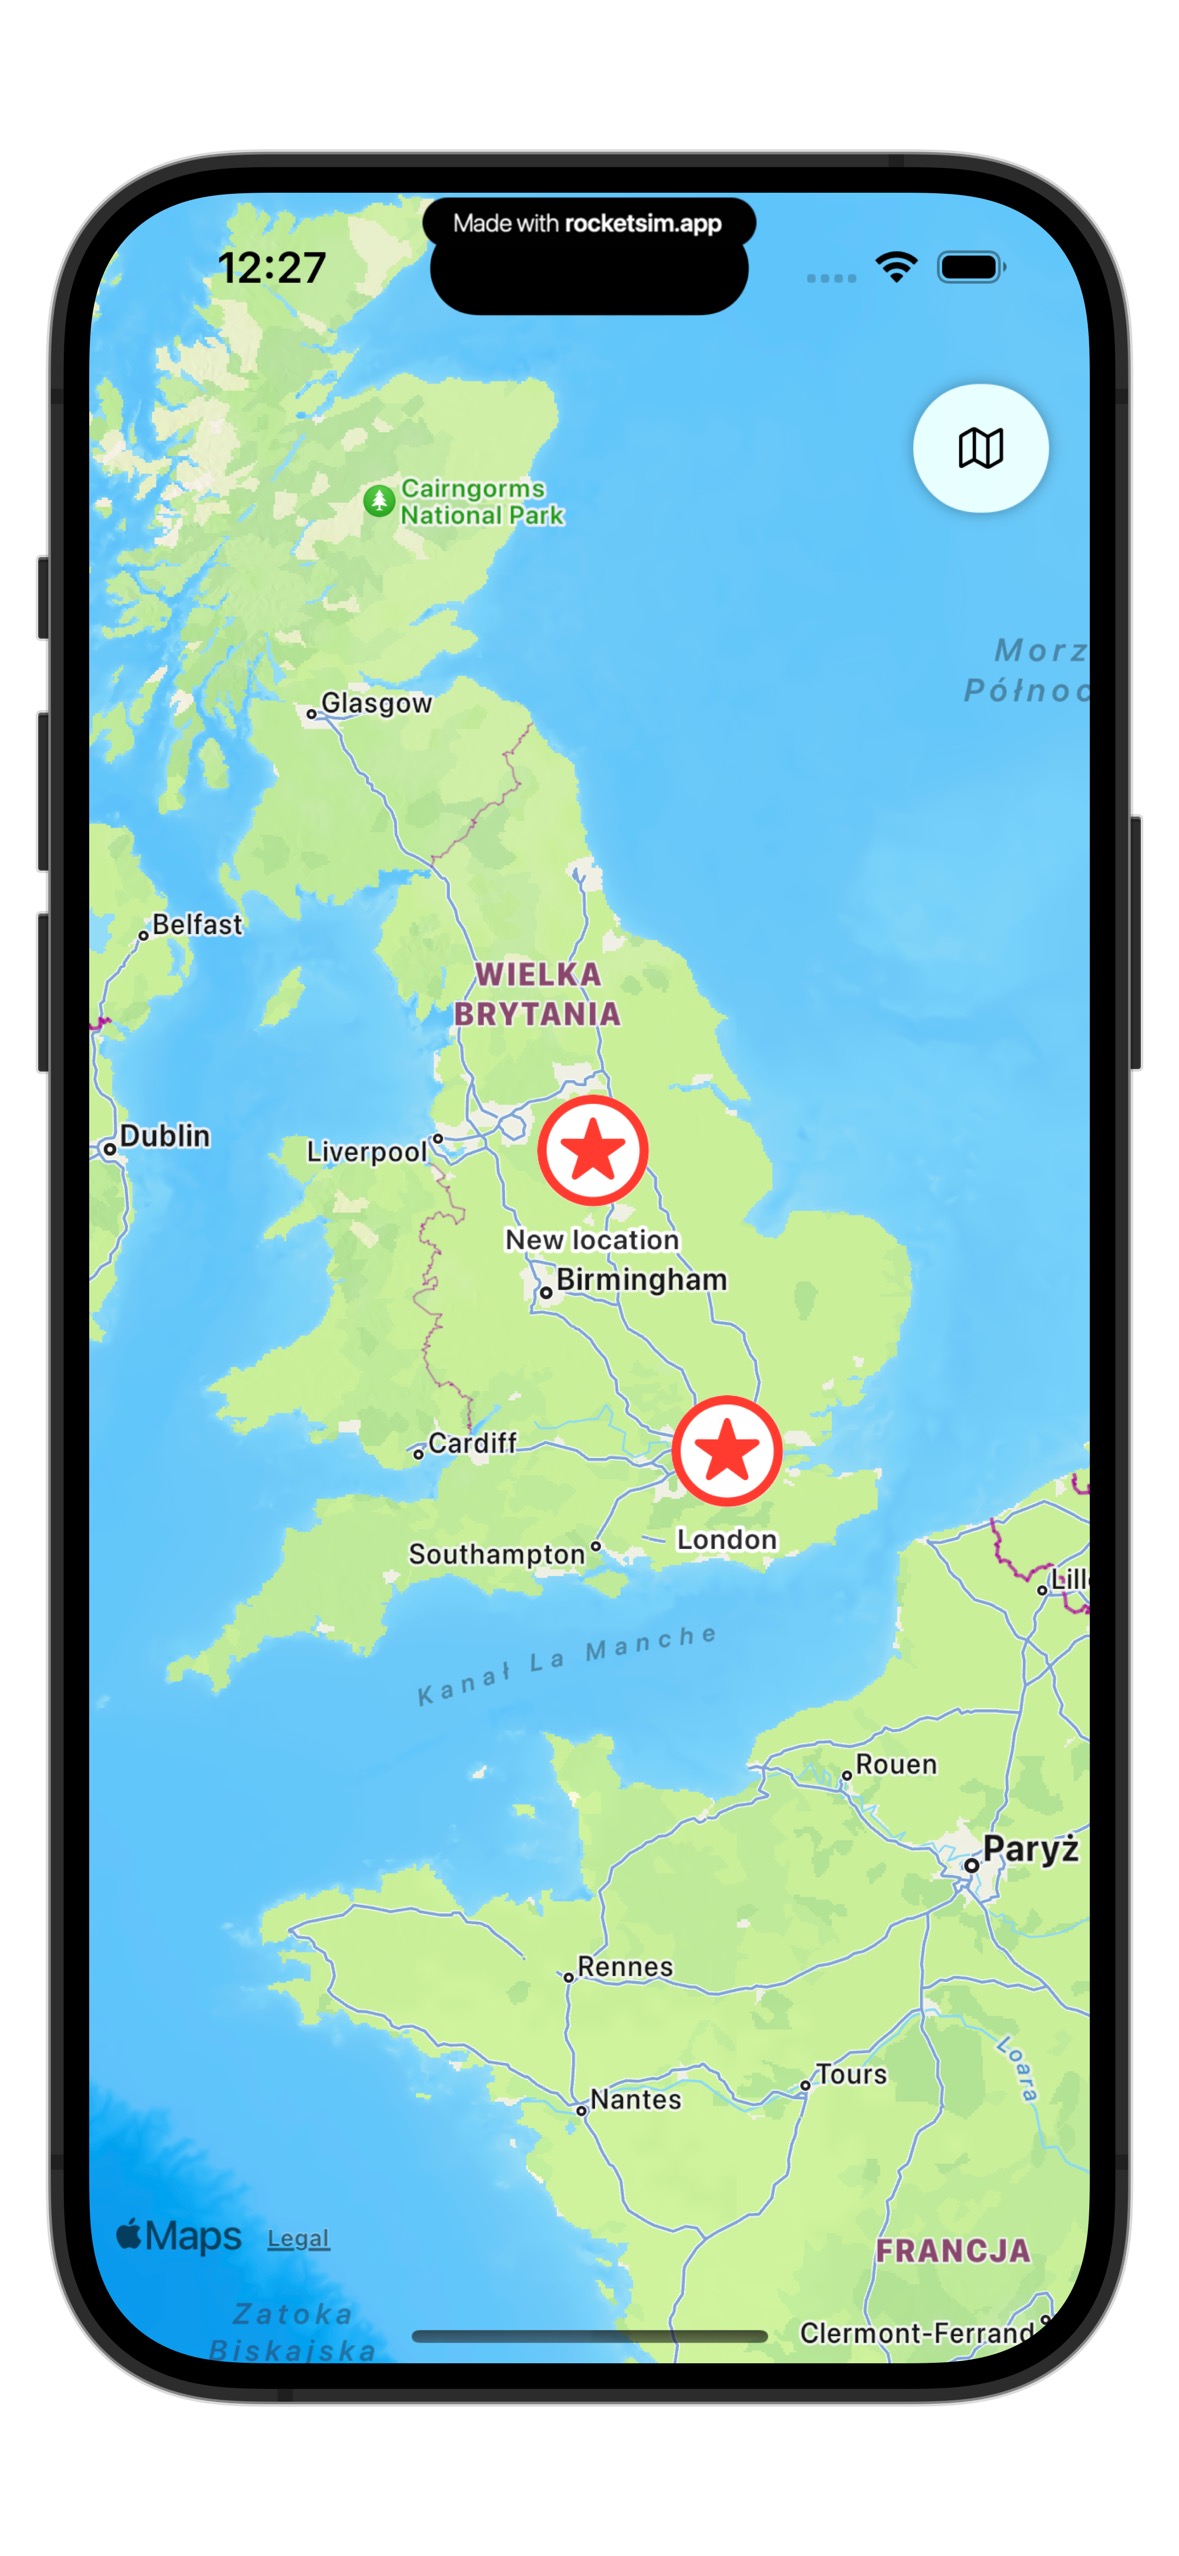 Made with rocketsim.app
12:27
Cairngorms
National Park
Morz
Północ
Glasgow
Belfast
WIELKA
BRYTANIA
Dublin
Liverpool
New location
Birmingham
Cardiff
London
Southampton
Lill
Kanał La Manche
Rouen
Paryż
Rennes
Loara
Tours
Nantes
Maps Legal
FRANCJA
Zatoka
Biskajska
Clermont-Ferrand